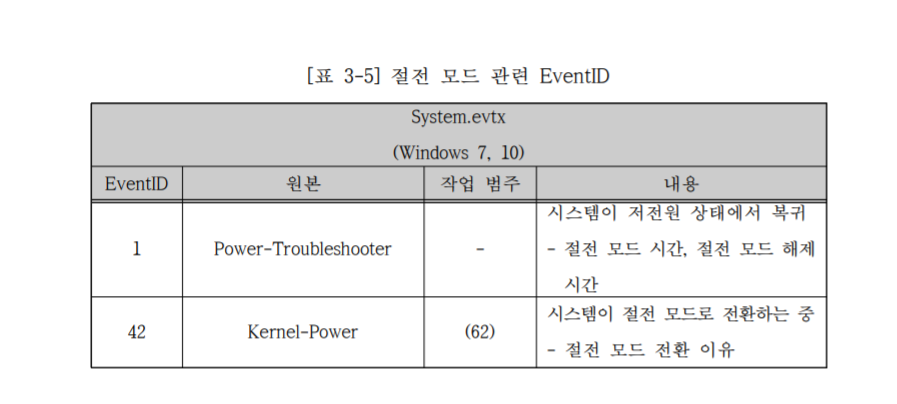 [표 3-5] 절전 모드 관련 EventID
System.evtx
(Windows 7, 10)
EventID 원본 작업 범주 내용
1 Power-Troubleshooter - 시스템이 저전원 상태에서 복귀
- 절전 모드 시간, 절전 모드 해제
시간
42 Kernel-Power (62) 시스템이 절전 모드로 전환하는 중
- 절전 모드 전환 이유